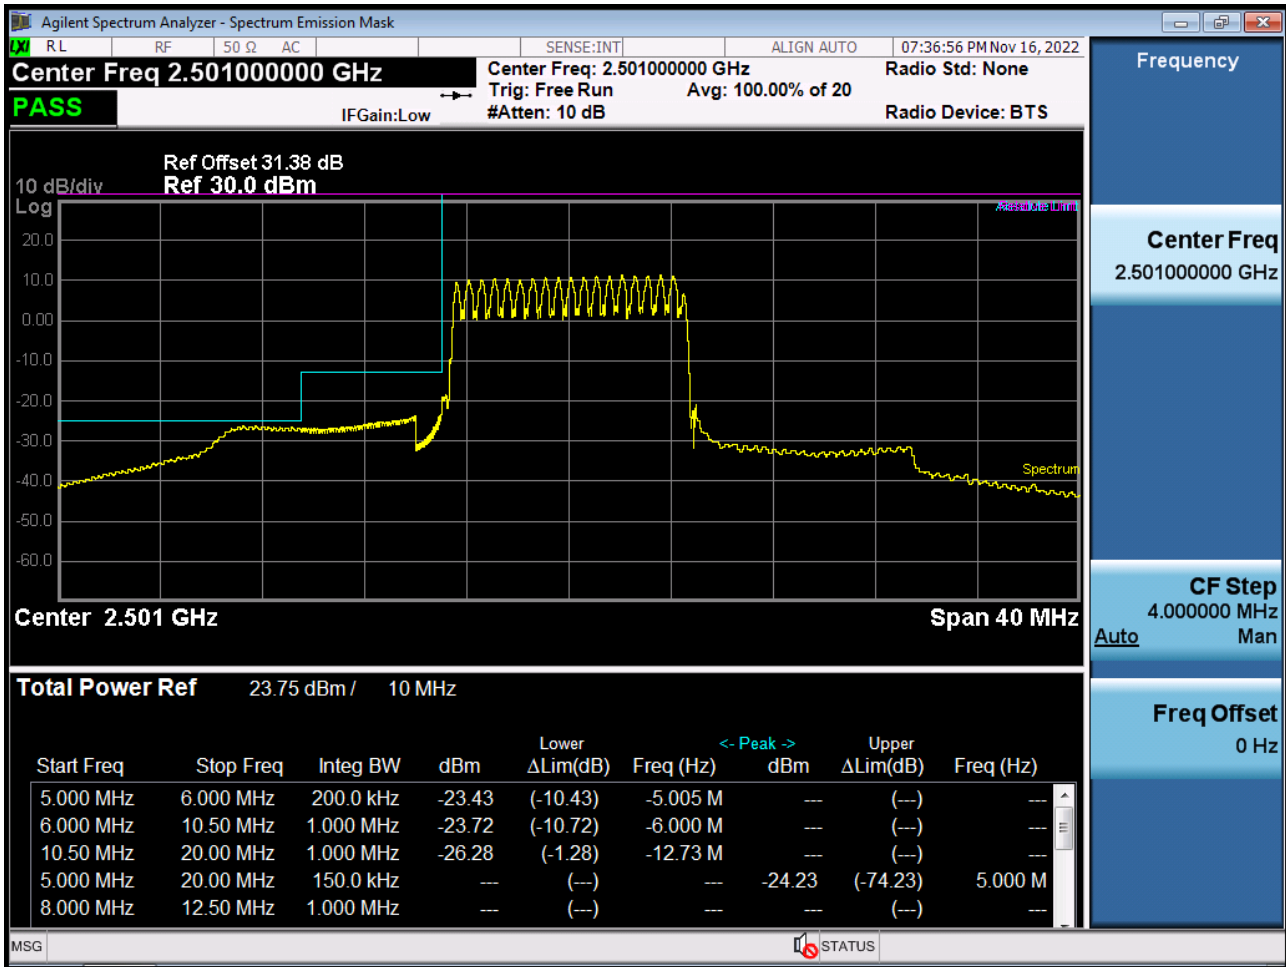 Agilent Spectrum Analyzer - Spectrum Emission Mask
LXI RL RF 50 Ω AC SENSE:INT ALIGN AUTO 07:36:56 PM Nov 16, 2022
Center Freq 2.501000000 GHz
Center Freq: 2.501000000 GHz Radio Std: None
Trig: Free Run Avg: 100.00% of 20
PASS IFGain:Low #Atten: 10 dB Radio Device: BTS
Ref Offset 31.38 dB
10 dB/div Ref 30.0 dBm
Log
Absolute Limit
20.0
10.0
0.00
-10.0
-20.0
-30.0
-40.0
-50.0
-60.0
Spectrum
Center 2.501 GHz Span 40 MHz
Total Power Ref 23.75 dBm / 10 MHz
Lower <- Peak -> Upper
Start Freq Stop Freq Integ BW dBm ΔLim(dB) Freq (Hz) dBm ΔLim(dB) Freq (Hz)
5.000 MHz 6.000 MHz 200.0 kHz -23.43 (-10.43) -5.005 M --- (---) ---
6.000 MHz 10.50 MHz 1.000 MHz -23.72 (-10.72) -6.000 M --- (---) ---
10.50 MHz 20.00 MHz 1.000 MHz -26.28 (-1.28) -12.73 M --- (---) ---
5.000 MHz 20.00 MHz 150.0 kHz --- (---) --- -24.23 (-74.23) 5.000 M
8.000 MHz 12.50 MHz 1.000 MHz --- (---) --- --- (---) ---
MSG STATUS
Frequency
Center Freq
2.501000000 GHz
CF Step
4.000000 MHz
Auto Man
Freq Offset
0 Hz